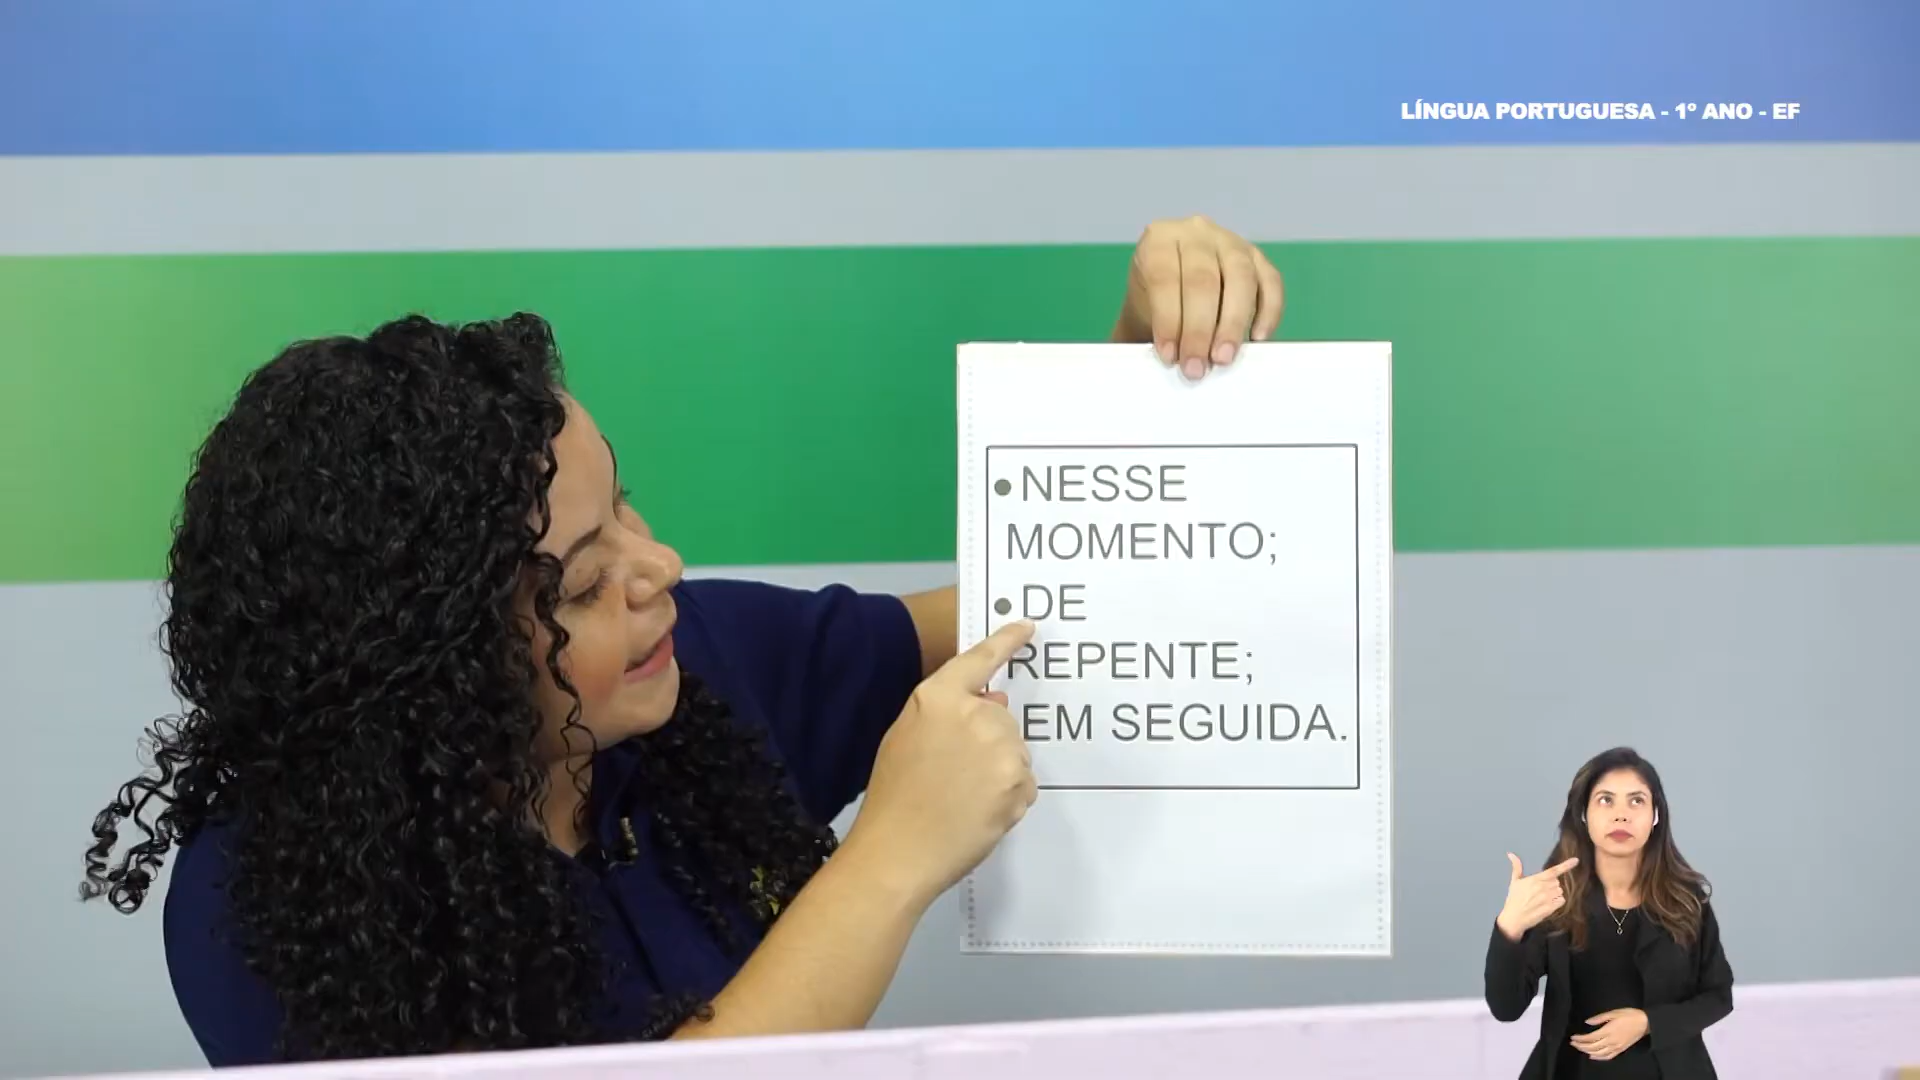 LÍNGUA PORTUGUESA - 1º ANO - EF
• NESSE
MOMENTO;
• DE
REPENTE;
EM SEGUIDA.